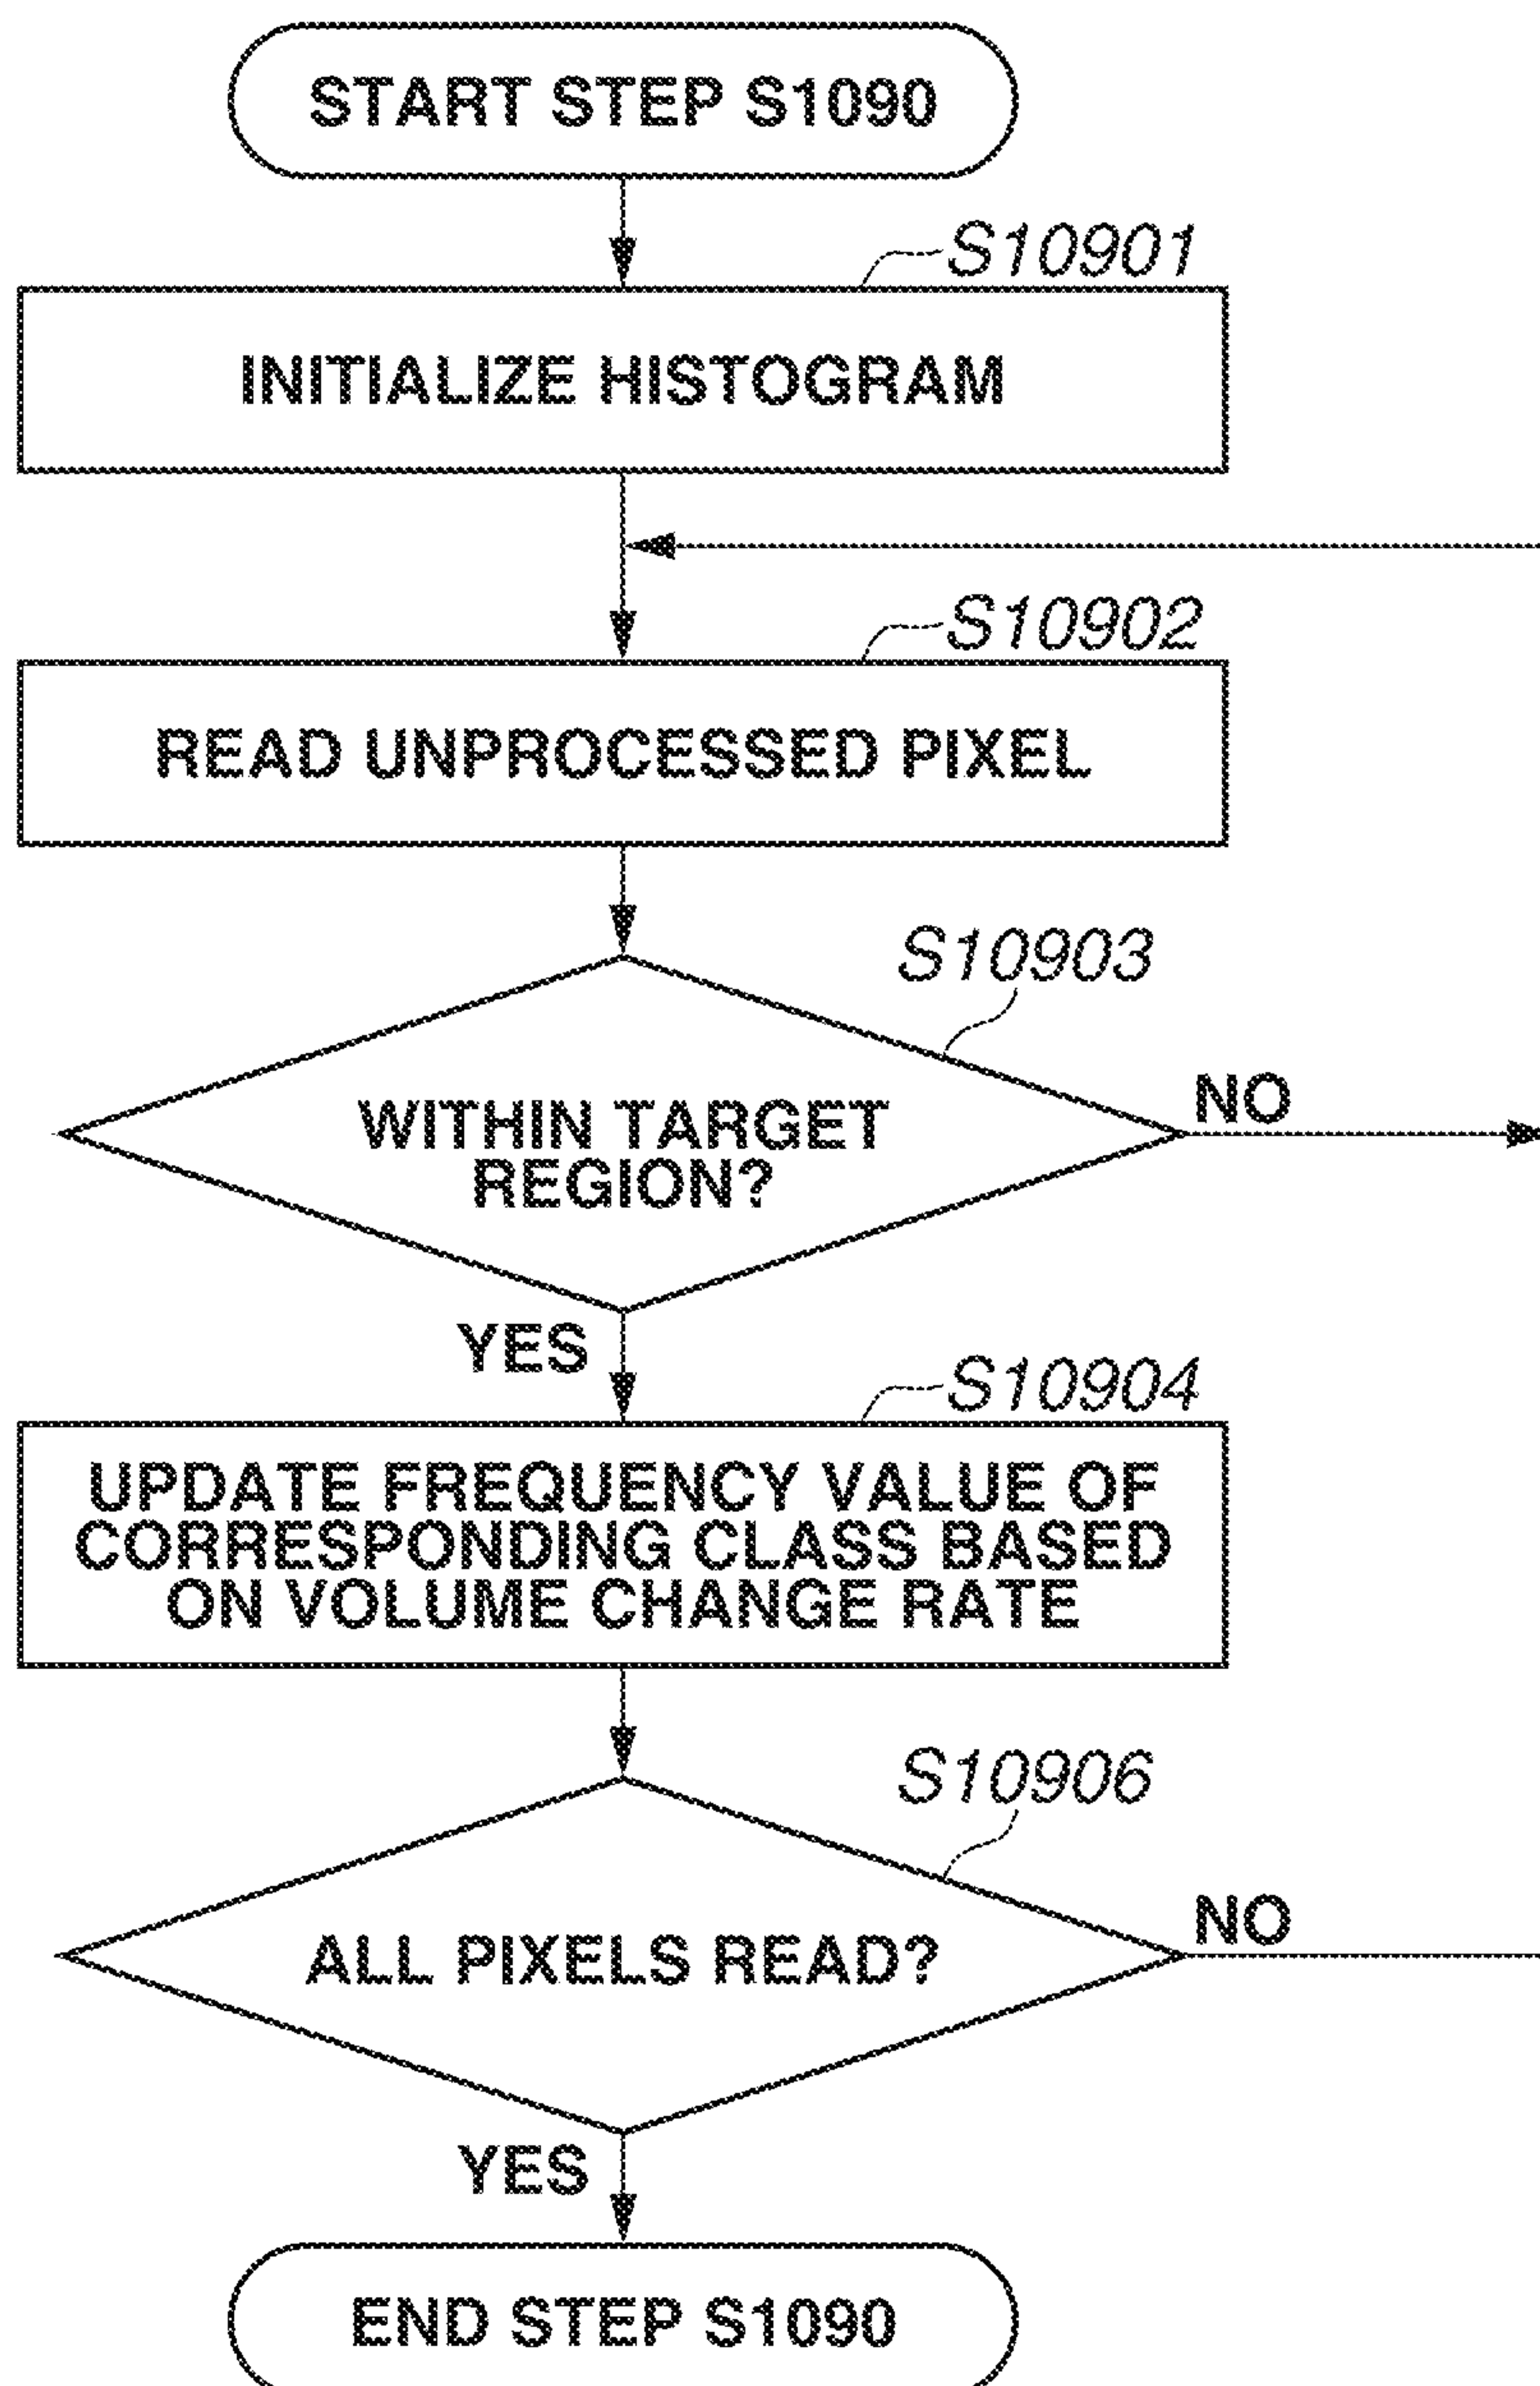 START STEP S1090
S10901
INITIALIZE HISTOGRAM
S10902
READ UNPROCESSED PIXEL
S10903
WITHIN TARGET
REGION?
NO
YES
S10904
UPDATE FREQUENCY VALUE OF
CORRESPONDING CLASS BASED
ON VOLUME CHANGE RATE
S10906
ALL PIXELS READ?
NO
YES
END STEP S1090